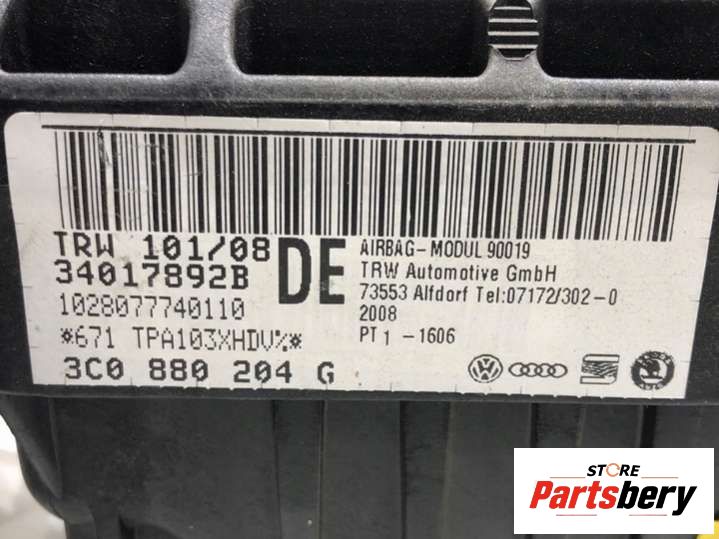 TRW 101/08
34017892B
1028077740110
*671 TPA103XHDV%*
3C0 880 204 G
DE
AIRBAG-MODUL 90019
TRW Automotive GmbH
73553 Alfdorf Tel:07172/302-0
2008
PT 1 -1606
STORE
Partsbery